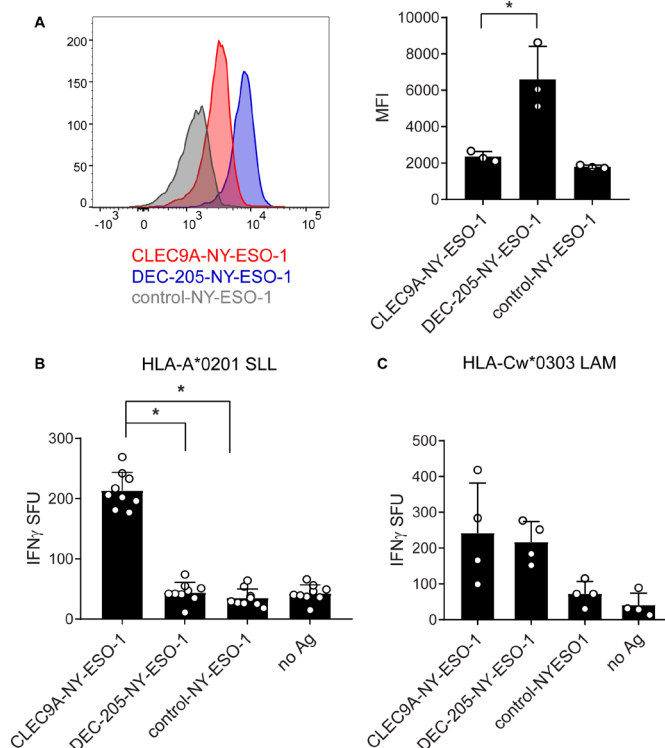 A
200
150
100
50
0
-10³ 0 10³ 10⁴ 10⁵
CLEC9A-NY-ESO-1
DEC-205-NY-ESO-1
control-NY-ESO-1
*
MFI
10000
8000
6000
4000
2000
0
CLEC9A-NY-ESO-1
DEC-205-NY-ESO-1
control-NY-ESO-1
B
HLA-A*0201 SLL
*
*
IFNγ SFU
300
200
100
0
CLEC9A-NY-ESO-1
DEC-205-NY-ESO-1
control-NY-ESO-1
no Ag
C
HLA-Cw*0303 LAM
IFNγ SFU
500
400
300
200
100
0
CLEC9A-NY-ESO-1
DEC-205-NY-ESO-1
control-NYESO1
no Ag